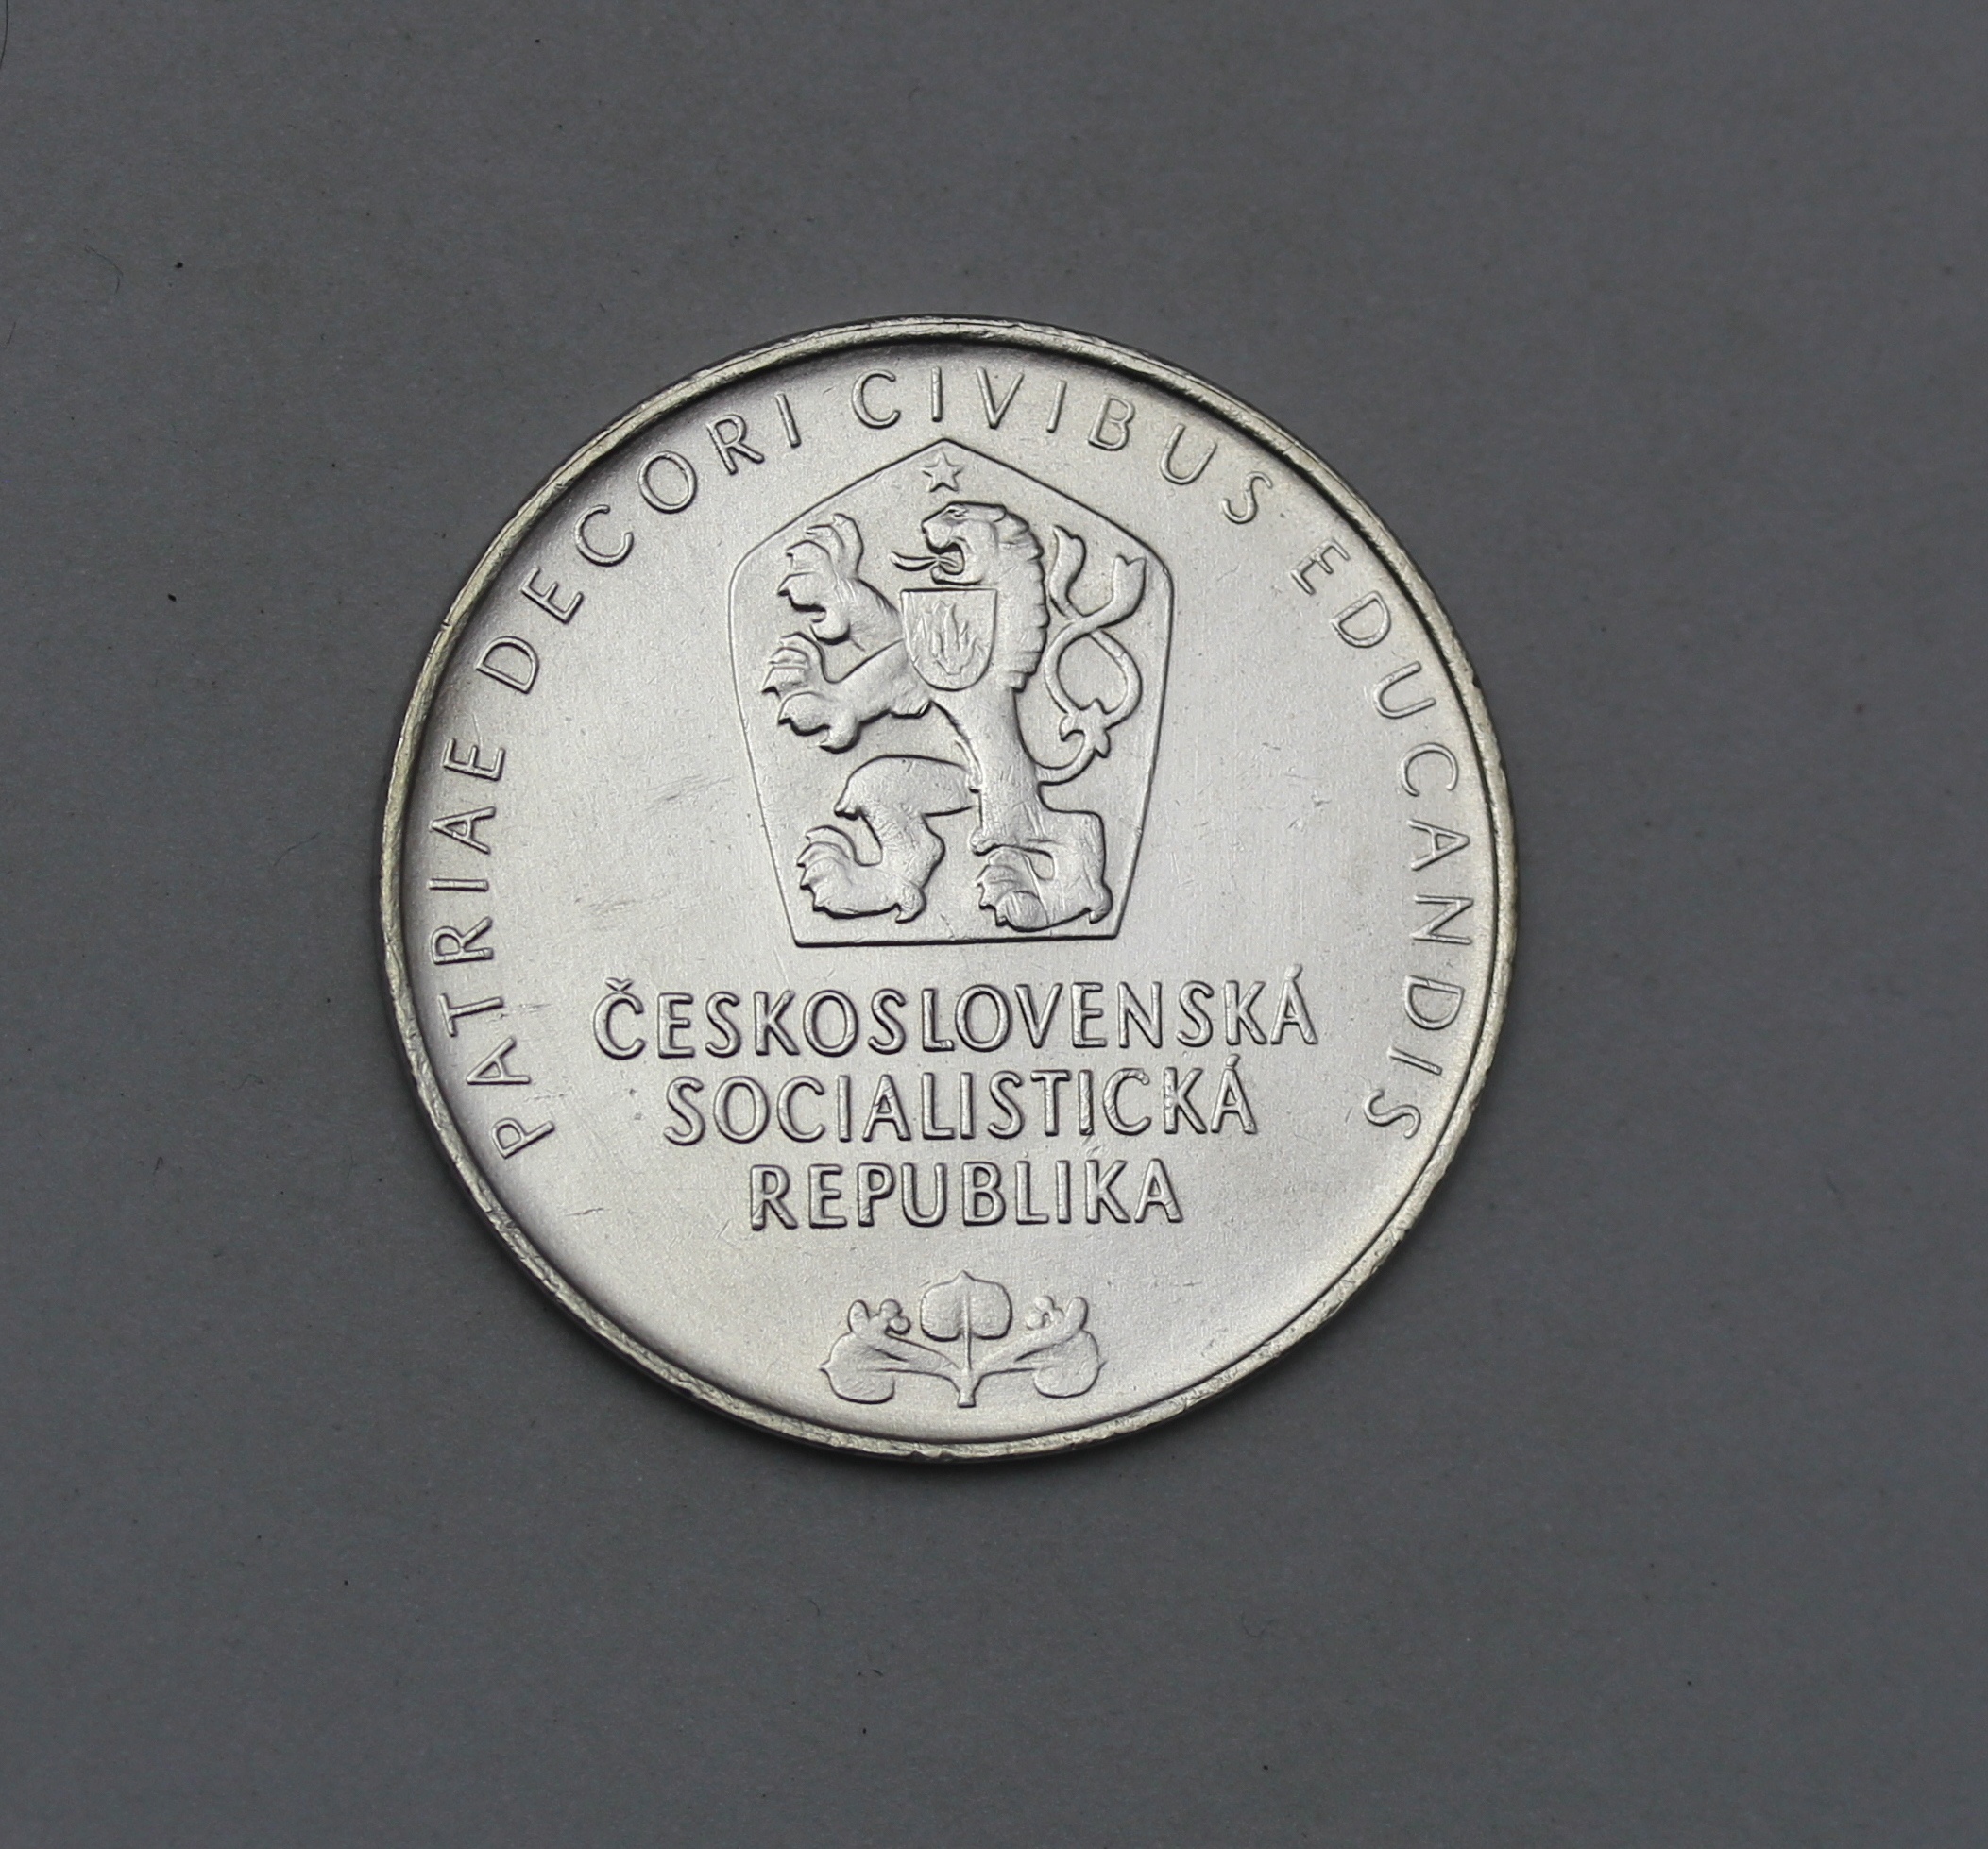 PATRIAE DECORI CIVIBUS EDUCANDIS
ČESKOSLOVENSKÁ
SOCIALISTICKÁ
REPUBLIKA